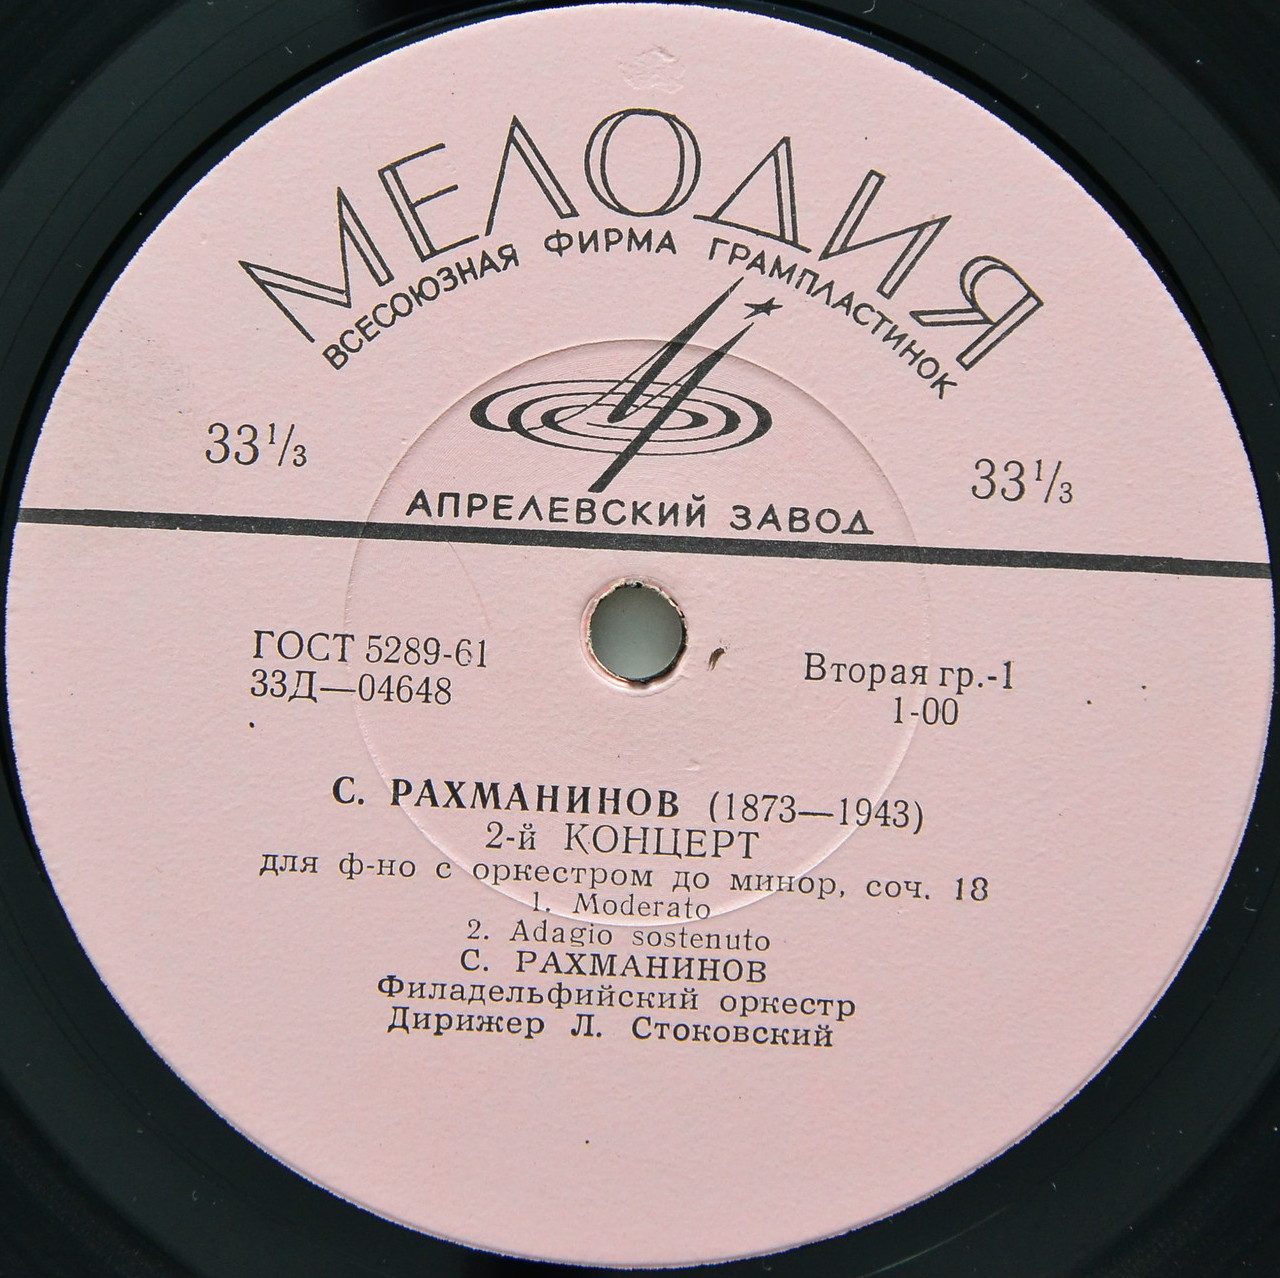 МЕЛОДИЯ
ВСЕСОЮЗНАЯ ФИРМА ГРАМПЛАСТИНОК
33⅓ 33⅓
АПРЕЛЕВСКИЙ ЗАВОД
ГОСТ 5289-61 Вторая гр.-1
33Д—04648 1-00
С. РАХМАНИНОВ (1873—1943)
2-й КОНЦЕРТ
для ф-но с оркестром до минор, соч. 18
1. Moderato
2. Adagio sostenuto
С. РАХМАНИНОВ
Филадельфийский оркестр
Дирижер Л. Стоковский